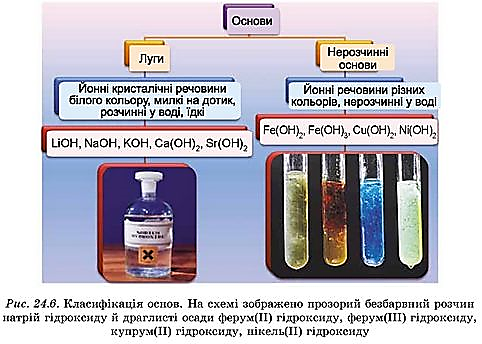 Основи
Луги
Нерозчинні
основи
Йонні кристалічні речовини
білого кольору, милкі на дотик,
розчинні у воді, їдкі
Йонні речовини різних
кольорів, нерозчинні у воді
LiOH, NaOH, KOH, Ca(OH)₂, Sr(OH)₂
Fe(OH)₂, Fe(OH)₃, Cu(OH)₂, Ni(OH)₂
SODIUM
HYDROXIDE
Рис. 24.6. Класифікація основ. На схемі зображено прозорий безбарвний розчин
натрій гідроксиду й драглисті осади ферум(II) гідроксиду, ферум(III) гідроксиду,
купрум(II) гідроксиду, нікель(II) гідроксиду